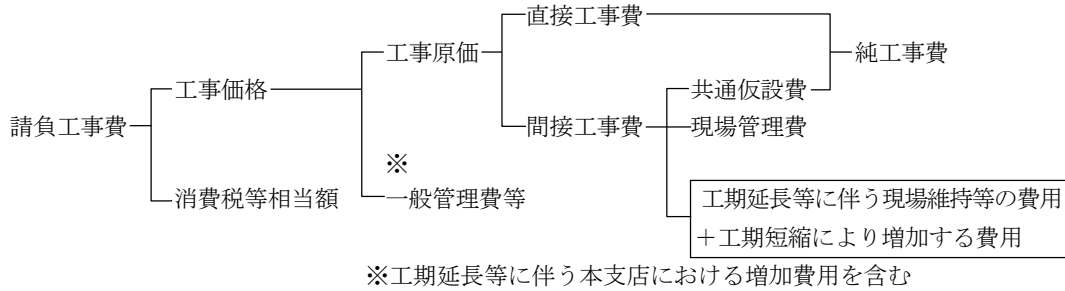 直接工事費
工事原価
純工事費
工事価格
共通仮設費
請負工事費
間接工事費
現場管理費
※
消費税等相当額
一般管理費等
工期延長等に伴う現場維持等の費用
＋工期短縮により増加する費用
※工期延長等に伴う本支店における増加費用を含む